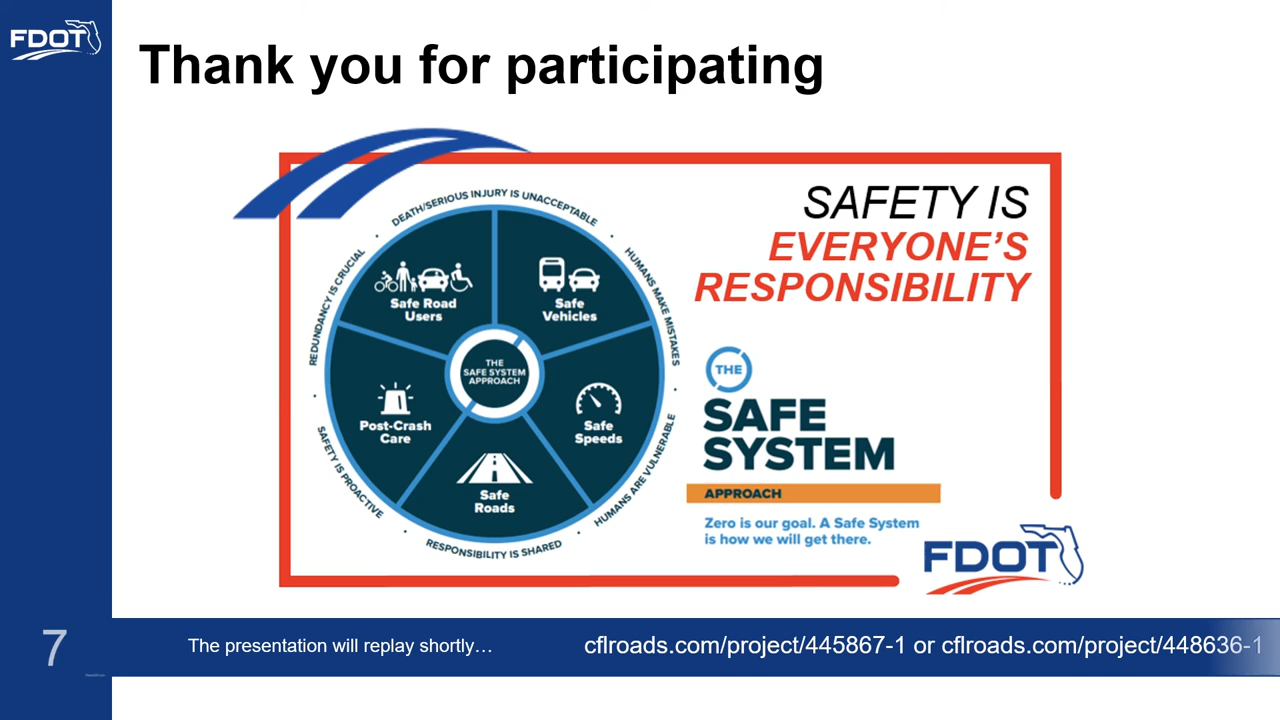 FDOT
Thank you for participating
DEATH/SERIOUS INJURY IS UNACCEPTABLE
HUMANS MAKE MISTAKES
HUMANS ARE VULNERABLE
RESPONSIBILITY IS SHARED
SAFETY IS PROACTIVE
REDUNDANCY IS CRUCIAL
Safe Road
Users
Safe
Vehicles
THE
SAFE SYSTEM
APPROACH
Post-Crash
Care
Safe
Speeds
Safe
Roads
SAFETY IS
EVERYONE’S
RESPONSIBILITY
THE
SAFE
SYSTEM
APPROACH
Zero is our goal. A Safe System
is how we will get there.
FDOT
7
The presentation will replay shortly…
cflroads.com/project/445867-1 or cflroads.com/project/448636-1